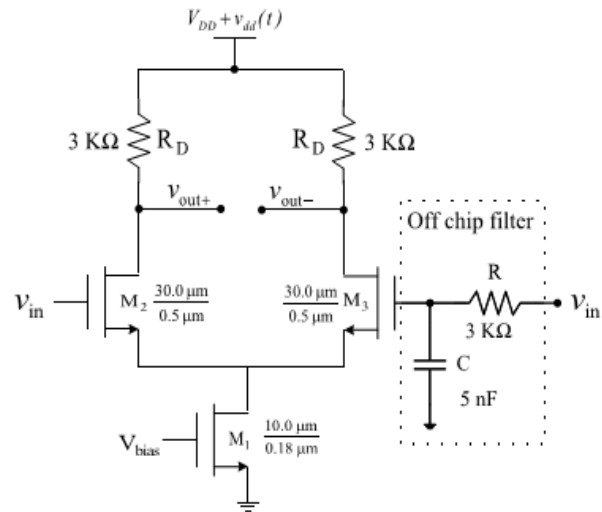 V_DD + v_dd(t)
3 KΩ R_D R_D 3 KΩ
v_out+ v_out−
Off chip filter
R
v_in M_2 30.0 μm 30.0 μm M_3 v_in
0.5 μm 0.5 μm
3 KΩ
C
5 nF
V_bias M_1 10.0 μm
0.18 μm